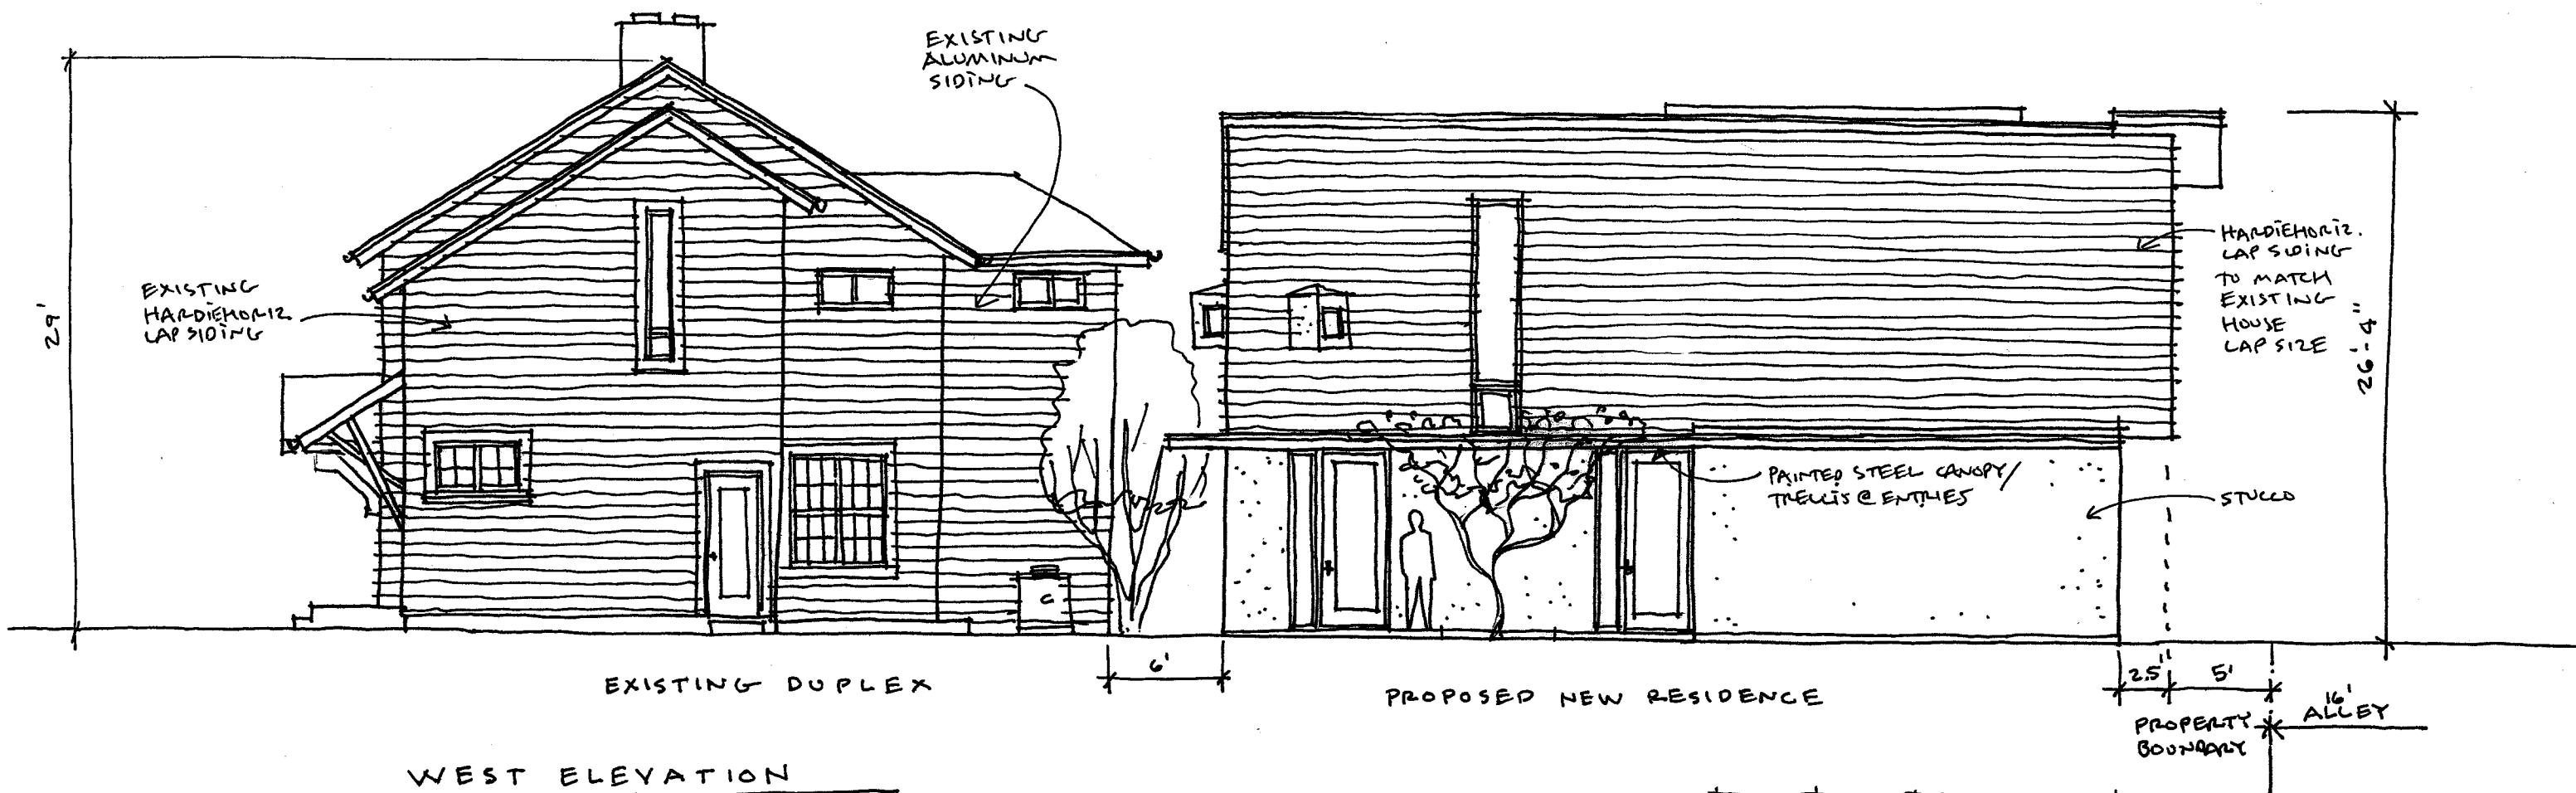 EXISTING
ALUMINUM
SIDING
29'
EXISTING
HARDIEHORIZ.
LAP SIDING
HARDIEHORIZ.
LAP SIDING
TO MATCH
EXISTING
HOUSE
LAP SIZE
26'-4"
PAINTED STEEL CANOPY/
TRELLIS @ ENTRIES
STUCCO
C
6'
25"
5'
EXISTING DUPLEX
PROPOSED NEW RESIDENCE
16'
ALLEY
PROPERTY
BOUNDARY
WEST ELEVATION